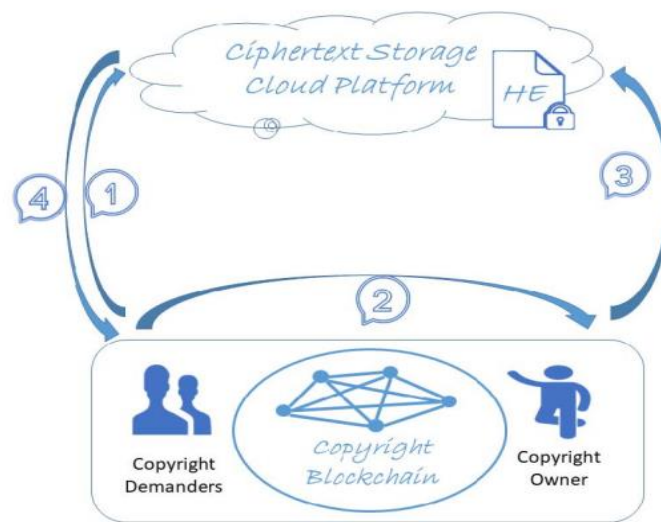 Ciphertext Storage
Cloud Platform
HE
4
1
3
2
Copyright
Demanders
Copyright
Blockchain
Copyright
Owner